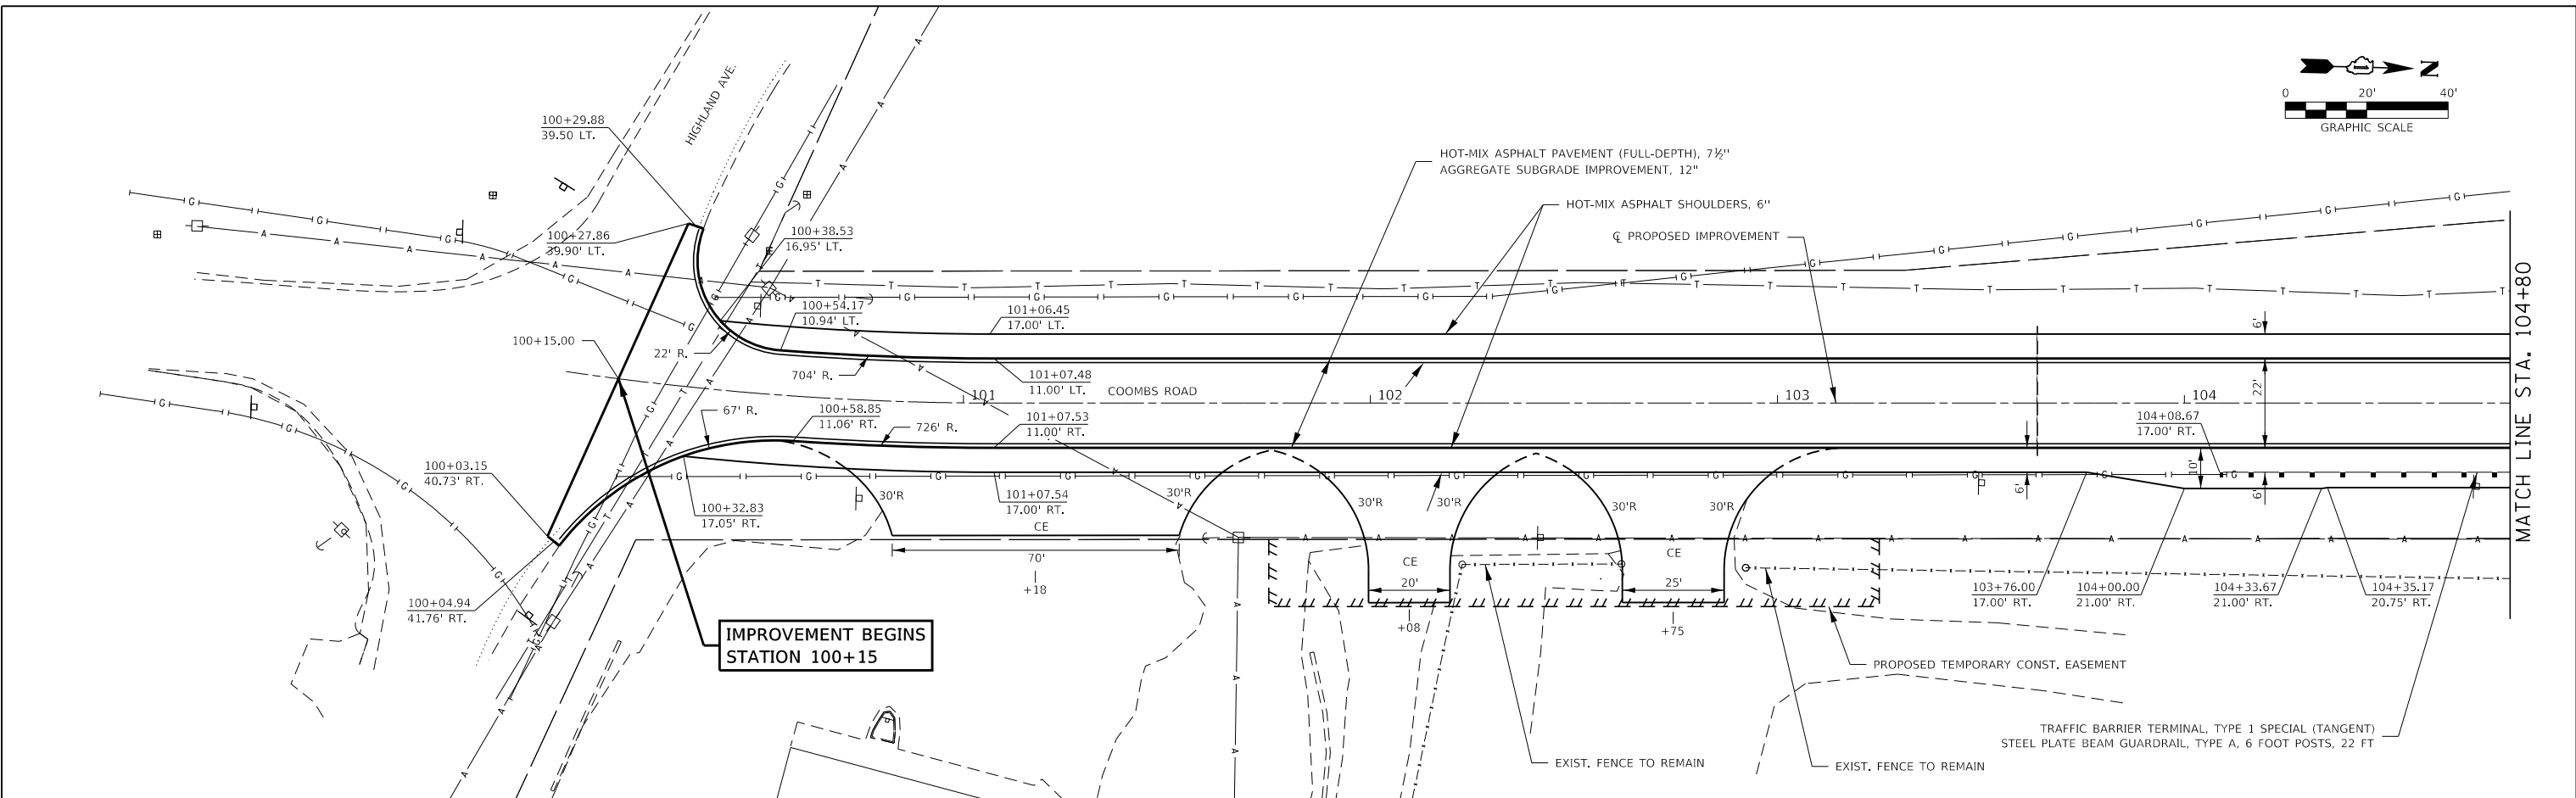 HIGHLAND AVE.
100+29.88
39.50 LT.
100+27.86
39.90' LT.
100+38.53
16.95' LT.
N
0 20' 40'
GRAPHIC SCALE
HOT-MIX ASPHALT PAVEMENT (FULL-DEPTH), 7½"
AGGREGATE SUBGRADE IMPROVEMENT, 12"
HOT-MIX ASPHALT SHOULDERS, 6"
℄ PROPOSED IMPROVEMENT
100+54.17
10.94' LT.
101+06.45
17.00' LT.
100+15.00
22' R.
704' R.
101+07.48
11.00' LT.
COOMBS ROAD
101
102
103
104
6'
22'
MATCH LINE STA. 104+80
67' R.
100+58.85
11.06' RT.
726' R.
101+07.53
11.00' RT.
104+08.67
17.00' RT.
100+03.15
40.73' RT.
100+32.83
17.05' RT.
30'R
101+07.54
17.00' RT.
30'R
30'R
30'R
30'R
30'R
6'
10'
6'
CE
70'
+18
CE
20'
+08
CE
25'
+75
103+76.00
17.00' RT.
104+00.00
21.00' RT.
104+33.67
21.00' RT.
104+35.17
20.75' RT.
100+04.94
41.76' RT.
IMPROVEMENT BEGINS
STATION 100+15
PROPOSED TEMPORARY CONST. EASEMENT
TRAFFIC BARRIER TERMINAL, TYPE 1 SPECIAL (TANGENT)
STEEL PLATE BEAM GUARDRAIL, TYPE A, 6 FOOT POSTS, 22 FT
EXIST. FENCE TO REMAIN
EXIST. FENCE TO REMAIN